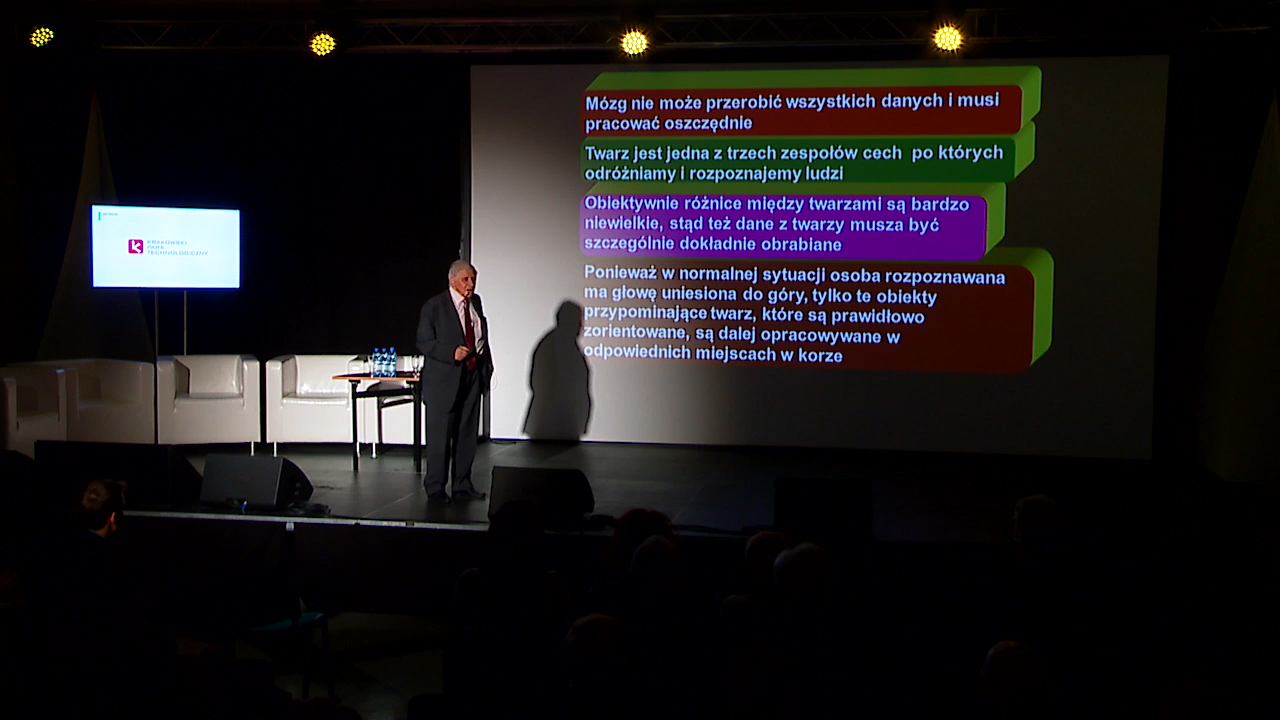 Mózg nie może przerobić wszystkich danych i musi
pracować oszczędnie
Twarz jest jedna z trzech zespołów cech po których
odróżniamy i rozpoznajemy ludzi
Obiektywnie różnice między twarzami są bardzo
niewielkie, stąd też dane z twarzy musza być
szczególnie dokładnie obrabiane
Ponieważ w normalnej sytuacji osoba rozpoznawana
ma głowę uniesiona do góry, tylko te obiekty
przypominające twarz, które są prawidłowo
zorientowane, są dalej opracowywane w
odpowiednich miejscach w korze
KRAKOWSKI
PARK
TECHNOLOGICZNY